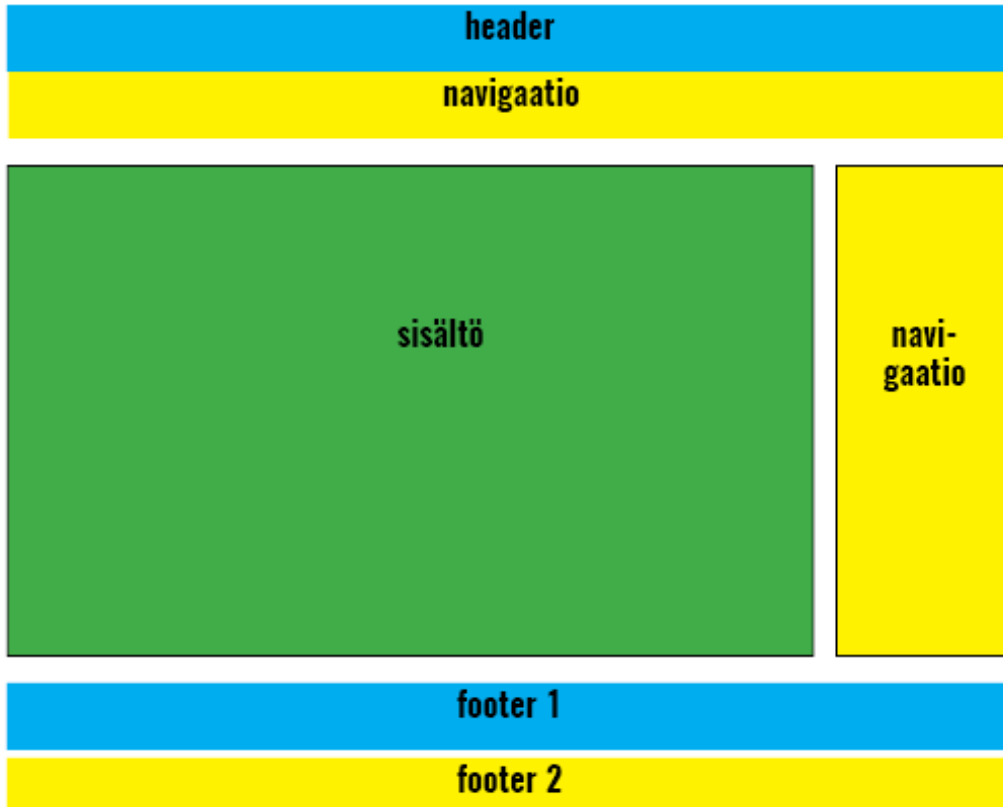 header
navigaatio
sisältö
navi-
gaatio
footer 1
footer 2